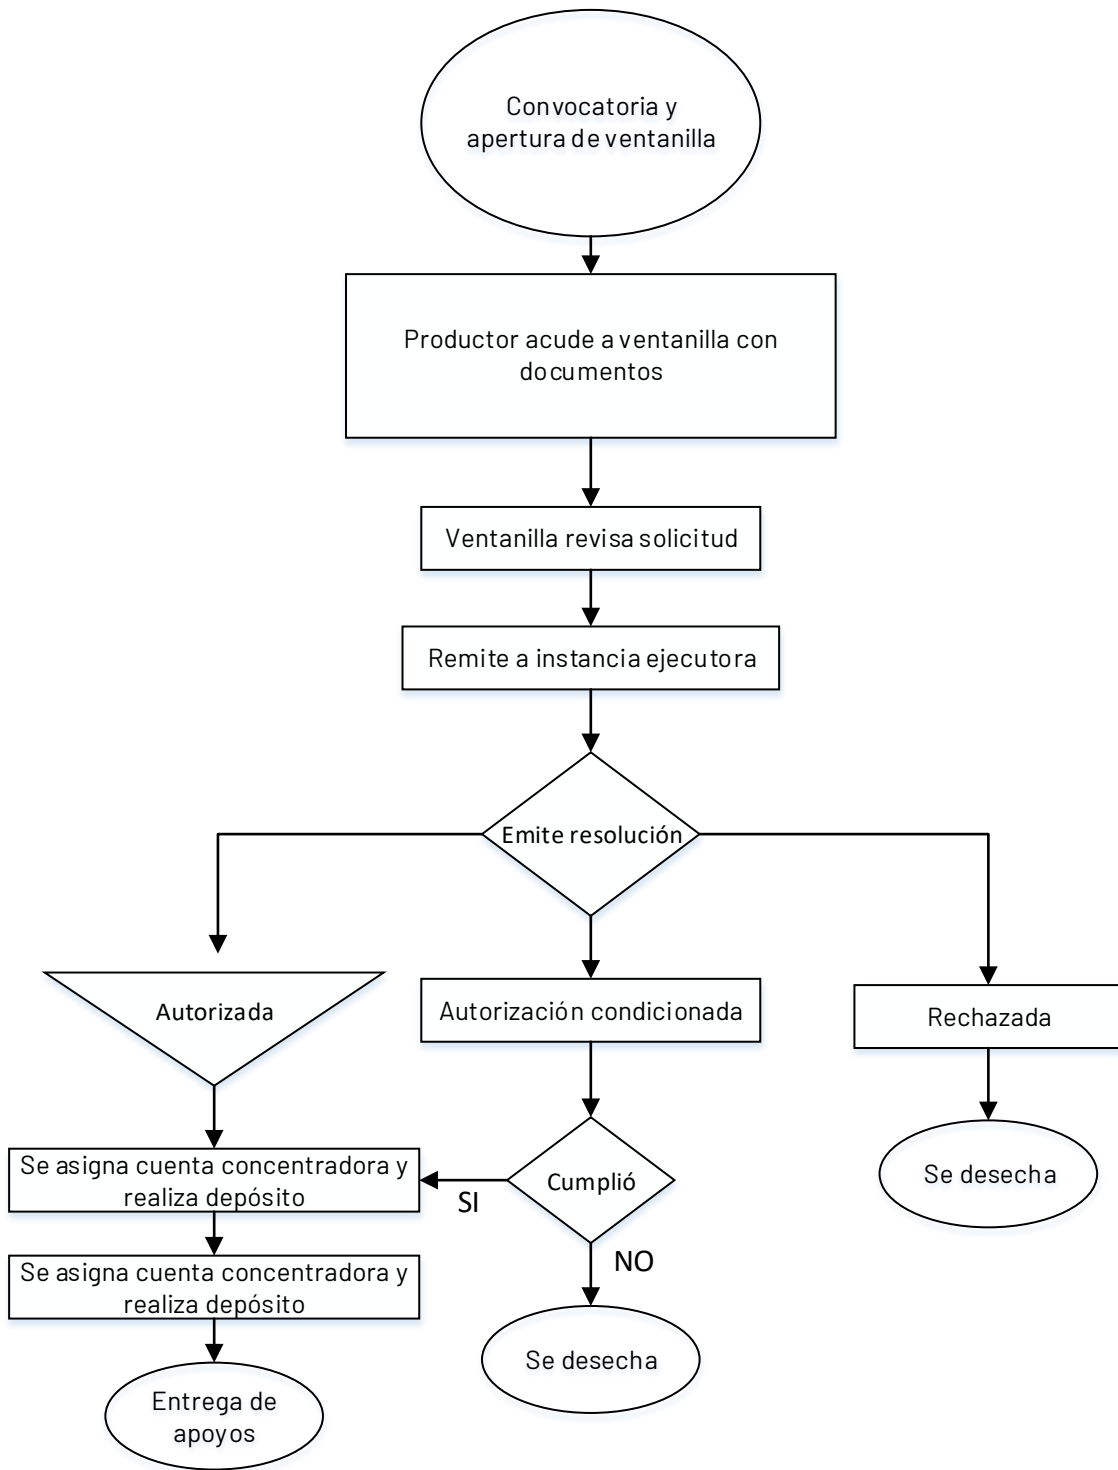 Convocatoria y
apertura de ventanilla
Productor acude a ventanilla con
documentos
Ventanilla revisa solicitud
Remite a instancia ejecutora
Emite resolución
Autorizada
Autorización condicionada
Rechazada
Se asigna cuenta concentradora y
realiza depósito
SI
Cumplió
Se desecha
NO
Se asigna cuenta concentradora y
realiza depósito
Se desecha
Entrega de
apoyos